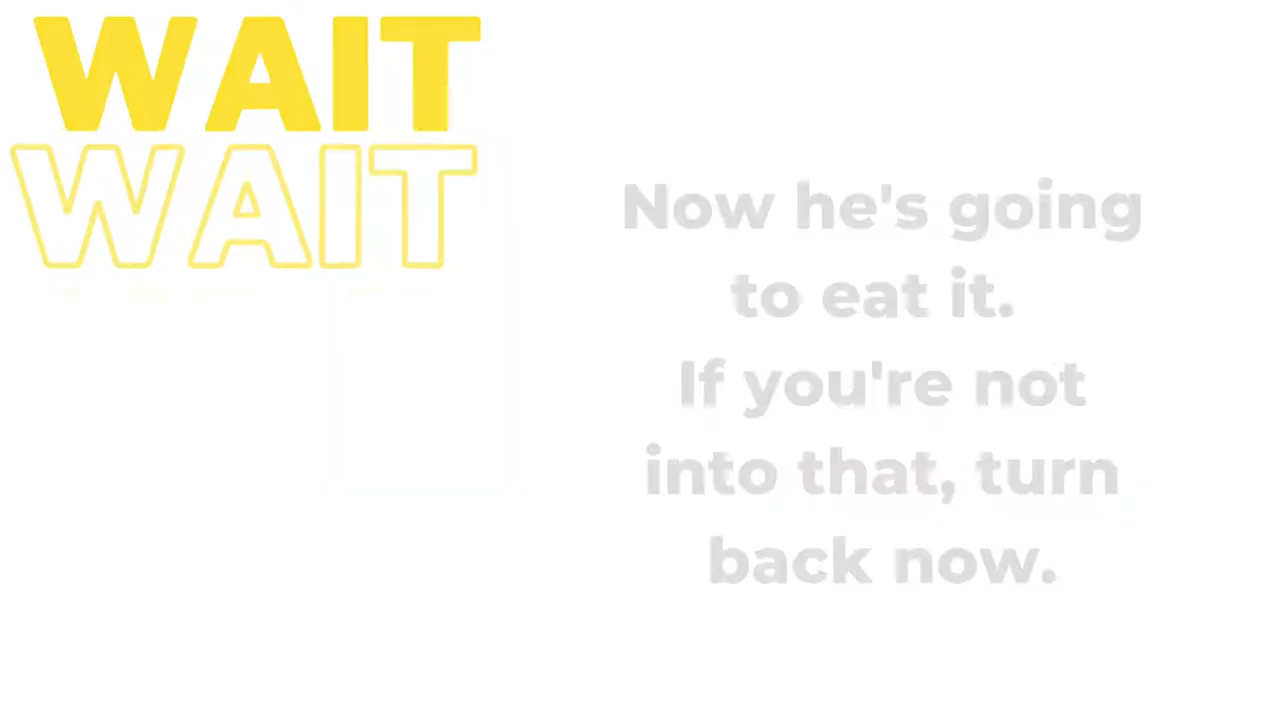 WAIT
WAIT
Now he's going
to eat it.
If you're not
into that, turn
back now.